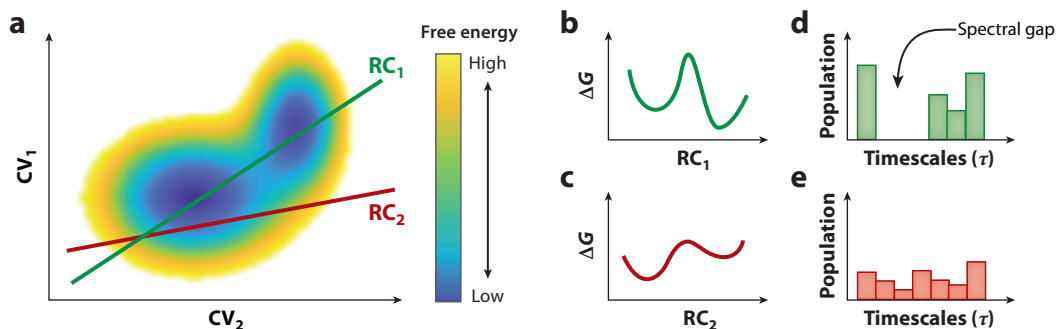 a
CV1
CV2
RC1
RC2
Free energy
High
Low
b
ΔG
RC1
c
ΔG
RC2
d
Spectral gap
Population
Timescales (τ)
e
Population
Timescales (τ)